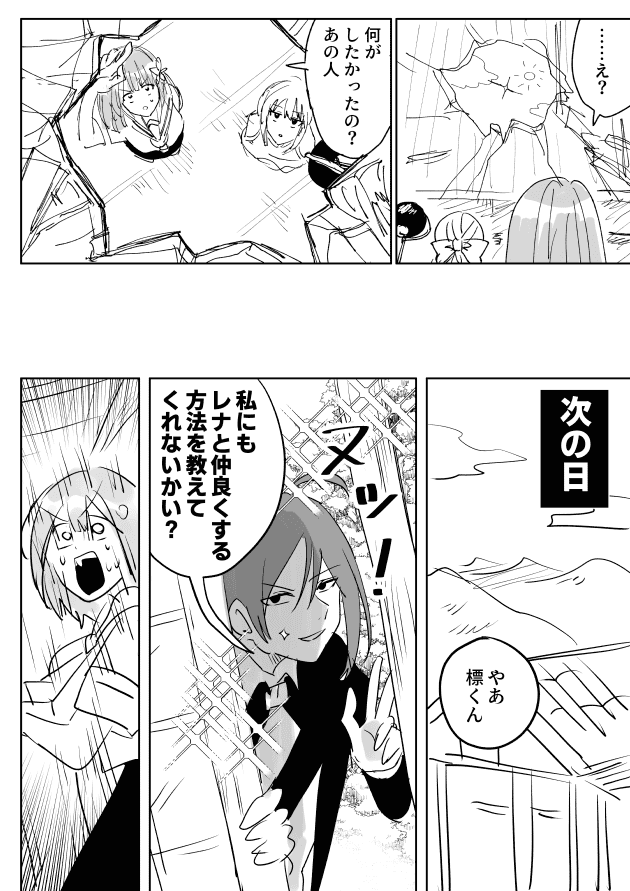 ……え？
何が
したかったの？
あの人
次の日
やあ
標くん
ヌッ！
私にも
レナと仲良くする
方法を教えて
くれないかい？